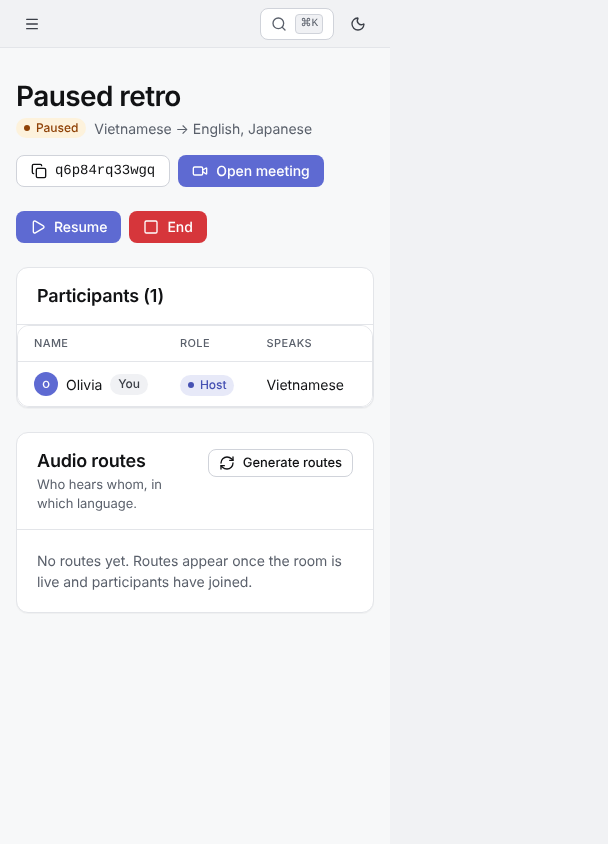 ⌘K
Paused retro
Paused Vietnamese → English, Japanese
q6p84rq33wgq Open meeting
Resume End
Participants (1)
NAME ROLE SPEAKS
O Olivia You Host Vietnamese
Audio routes Generate routes
Who hears whom, in
which language.
No routes yet. Routes appear once the room is
live and participants have joined.